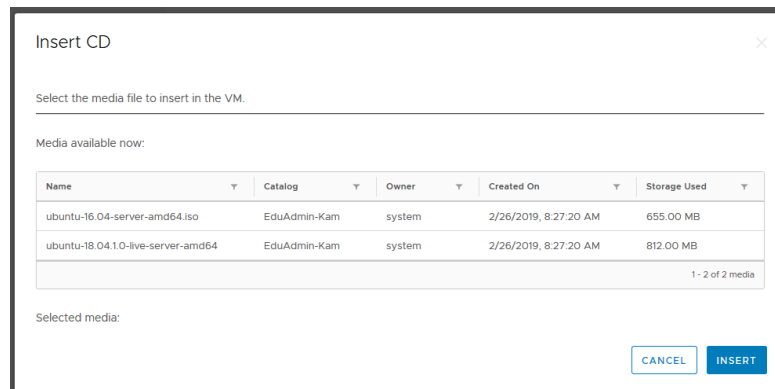 Insert CD
Select the media file to insert in the VM.
Media available now:
Name Catalog Owner Created On Storage Used
ubuntu-16.04-server-amd64.iso EduAdmin-Kam system 2/26/2019, 8:27:20 AM 655.00 MB
ubuntu-18.04.1.0-live-server-amd64 EduAdmin-Kam system 2/26/2019, 8:27:20 AM 812.00 MB
1 - 2 of 2 media
Selected media:
CANCEL INSERT